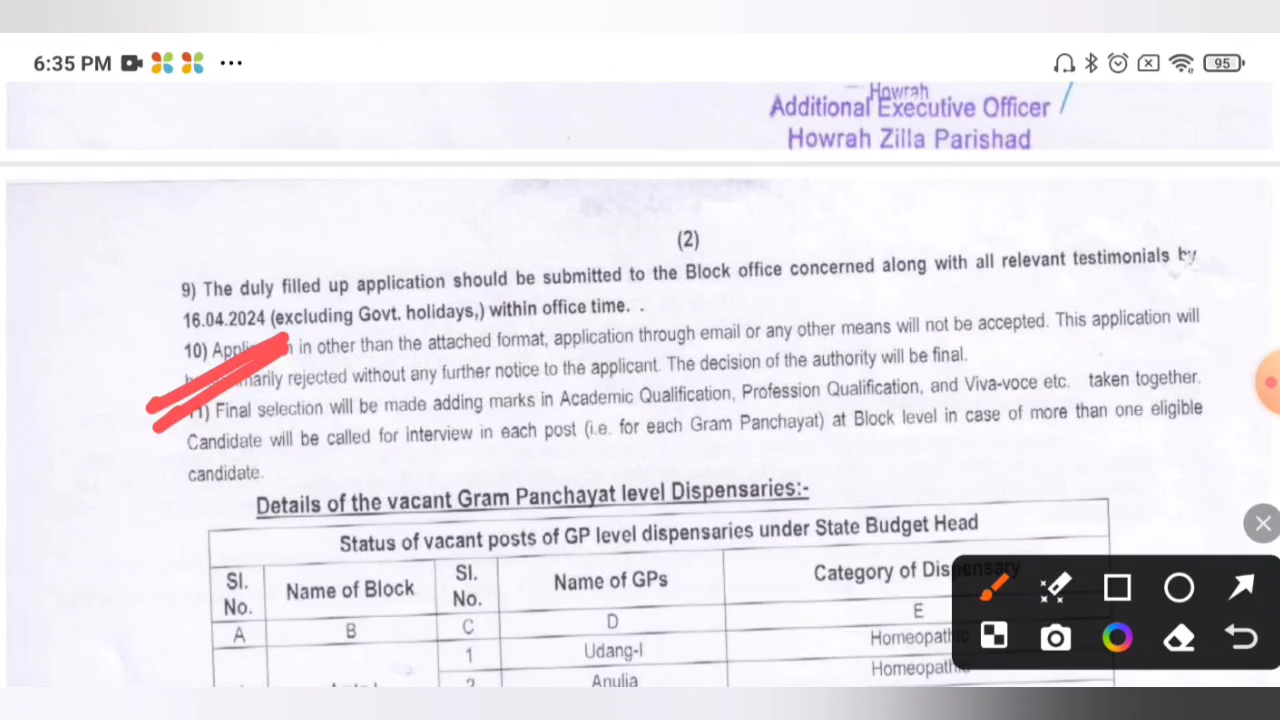 6:35 PM ...
95
Howrah
Additional Executive Officer
Howrah Zilla Parishad
(2)
9) The duly filled up application should be submitted to the Block office concerned along with all relevant testimonials by
16.04.2024 (excluding Govt. holidays,) within office time. .
10) in other than the attached format, application through email or any other means will not be accepted. This application will
rejected without any further notice to the applicant. The decision of the authority will be final.
11) Final selection will be made adding marks in Academic Qualification, Profession Qualification, and Viva-voce etc. taken together.
Candidate will be called for interview in each post (i.e. for each Gram Panchayat) at Block level in case of more than one eligible
candidate.
Details of the vacant Gram Panchayat level Dispensaries:-
Status of vacant posts of GP level dispensaries under State Budget Head
Sl. No. Name of Block Sl. No. Name of GPs Category of Dispensary
A B C D E
1 Udang-I Homeopathic
2 Anulia Homeopathic